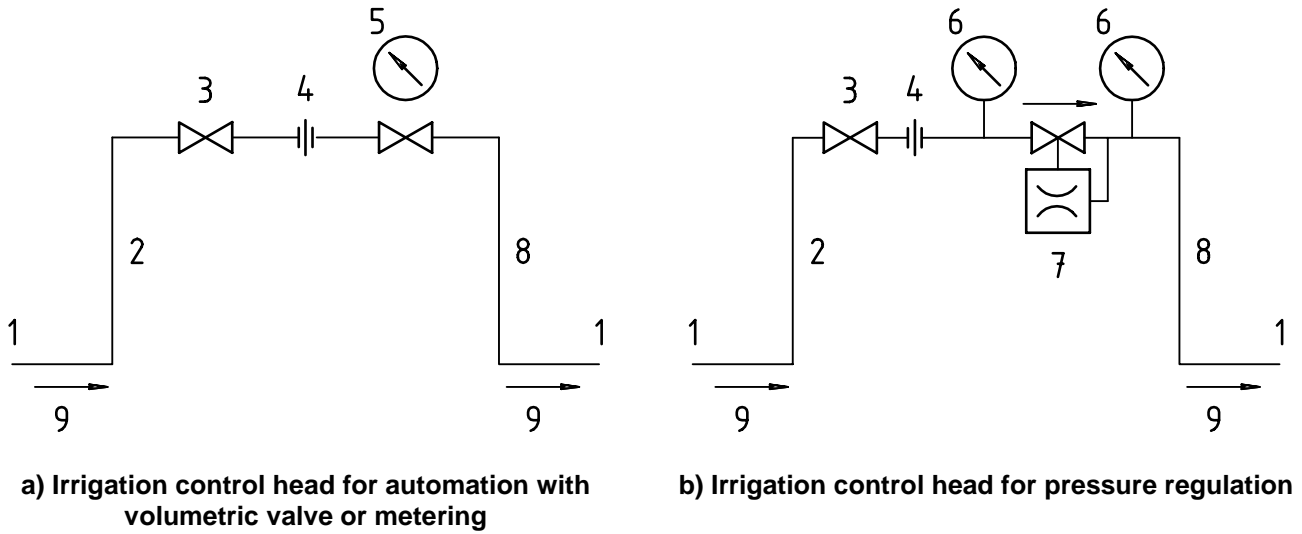 5
6 6
3 4
3 4
2 8
2 7 8
1 1
1 1
9 9
9 9
a) Irrigation control head for automation with
volumetric valve or metering
b) Irrigation control head for pressure regulation